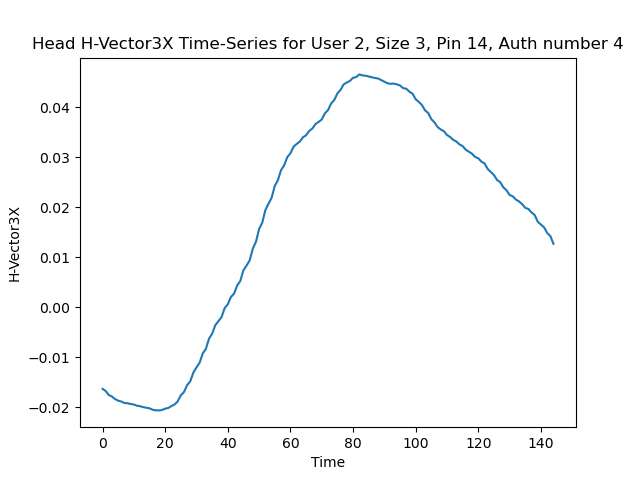 Head H-Vector3X Time-Series for User 2, Size 3, Pin 14, Auth number 4
H-Vector3X
0.04
0.03
0.02
0.01
0.00
−0.01
−0.02
0 20 40 60 80 100 120 140
Time